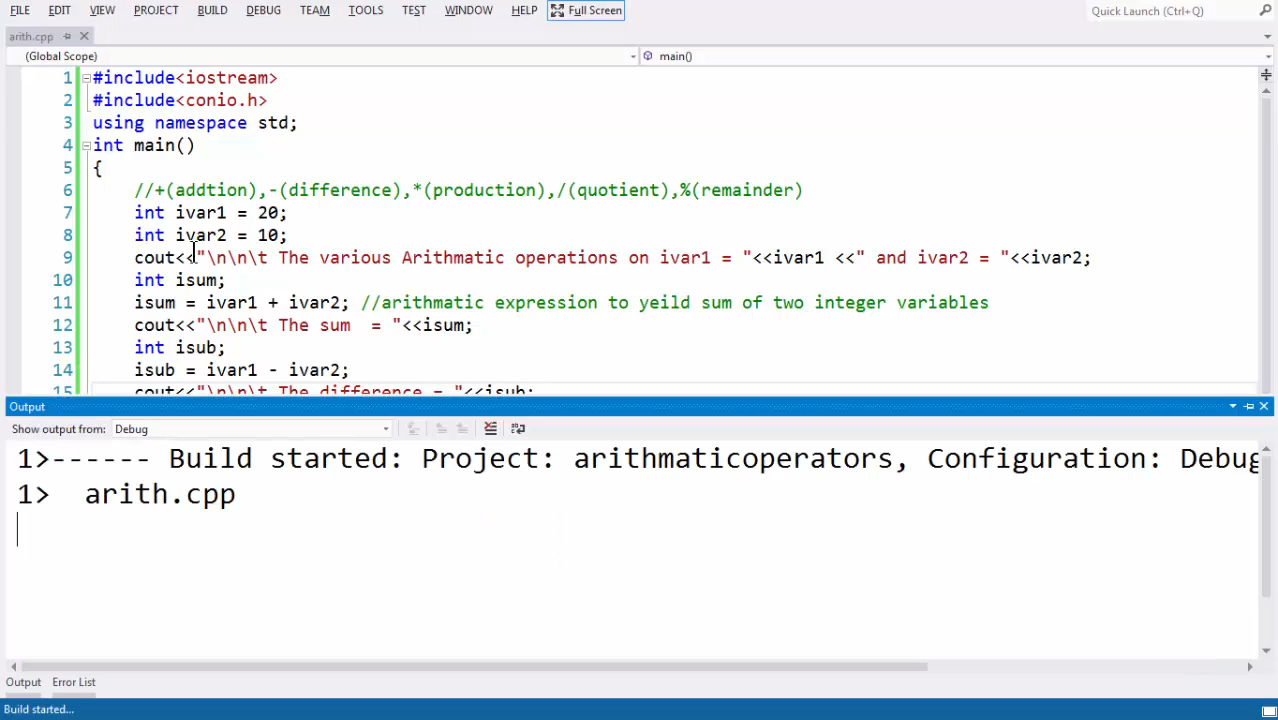 FILE EDIT VIEW PROJECT BUILD DEBUG TEAM TOOLS TEST WINDOW HELP Full Screen Quick Launch (Ctrl+Q)
arith.cpp
(Global Scope) main()
1 #include<iostream>
2 #include<conio.h>
3 using namespace std;
4 int main()
5 {
6 //+(addtion),-(difference),*(production),/(quotient),%(remainder)
7 int ivar1 = 20;
8 int ivar2 = 10;
9 cout<<"\n\n\t The various Arithmatic operations on ivar1 = "<<ivar1 <<" and ivar2 = "<<ivar2;
10 int isum;
11 isum = ivar1 + ivar2; //arithmatic expression to yeild sum of two integer variables
12 cout<<"\n\n\t The sum  = "<<isum;
13 int isub;
14 isub = ivar1 - ivar2;
15 cout<<"\n\n\t The difference = "<<isub;
Output
Show output from: Debug
1>------ Build started: Project: arithmaticoperators, Configuration: Debug
1>  arith.cpp
Output Error List
Build started...